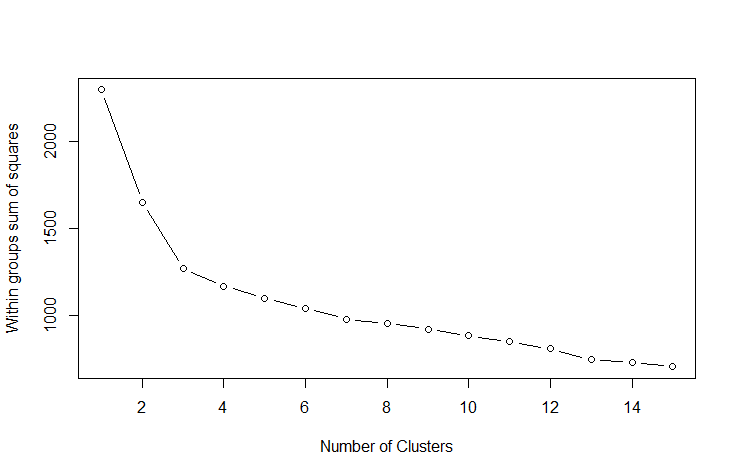 Within groups sum of squares
2000
1500
1000
2 4 6 8 10 12 14
Number of Clusters